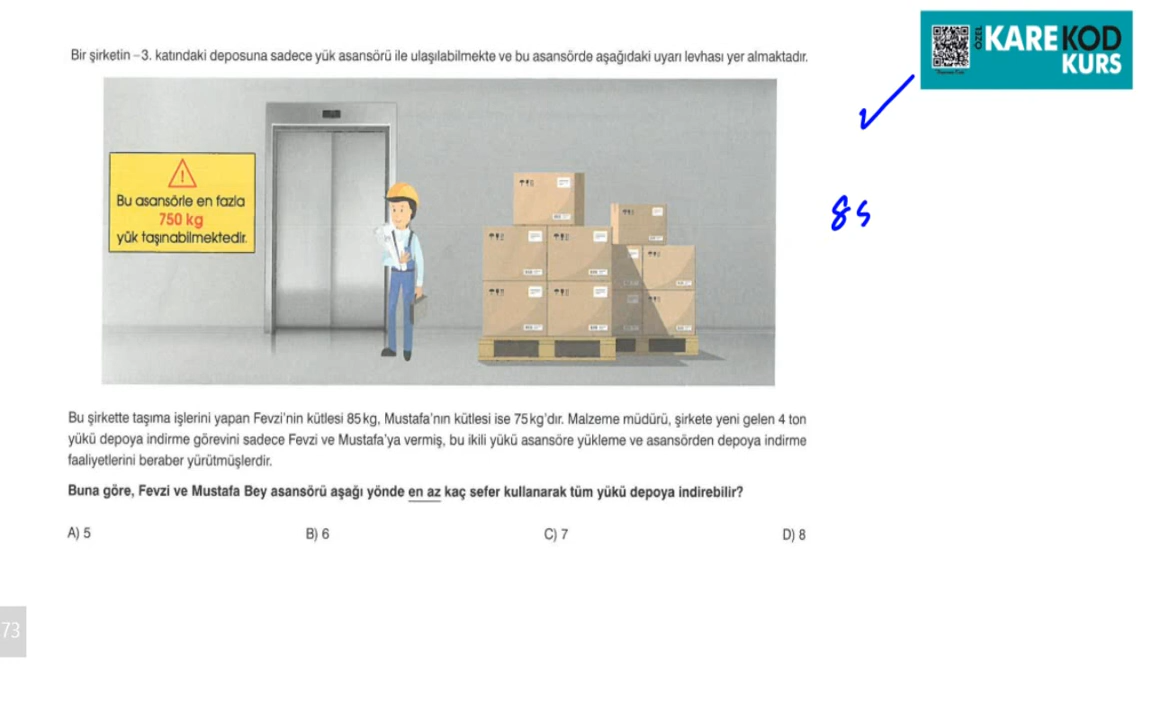 ÖZEL
KAREKOD
KURS
Bir şirketin –3. katındaki deposuna sadece yük asansörü ile ulaşılabilmekte ve bu asansörde aşağıdaki uyarı levhası yer almaktadır.
Bu asansörle en fazla
750 kg
yük taşınabilmektedir.
85
Bu şirkette taşıma işlerini yapan Fevzi'nin kütlesi 85 kg, Mustafa'nın kütlesi ise 75 kg'dır. Malzeme müdürü, şirkete yeni gelen 4 ton
yükü depoya indirme görevini sadece Fevzi ve Mustafa'ya vermiş, bu ikili yükü asansöre yükleme ve asansörden depoya indirme
faaliyetlerini beraber yürütmüşlerdir.
Buna göre, Fevzi ve Mustafa Bey asansörü aşağı yönde en az kaç sefer kullanarak tüm yükü depoya indirebilir?
A) 5 B) 6 C) 7 D) 8
73